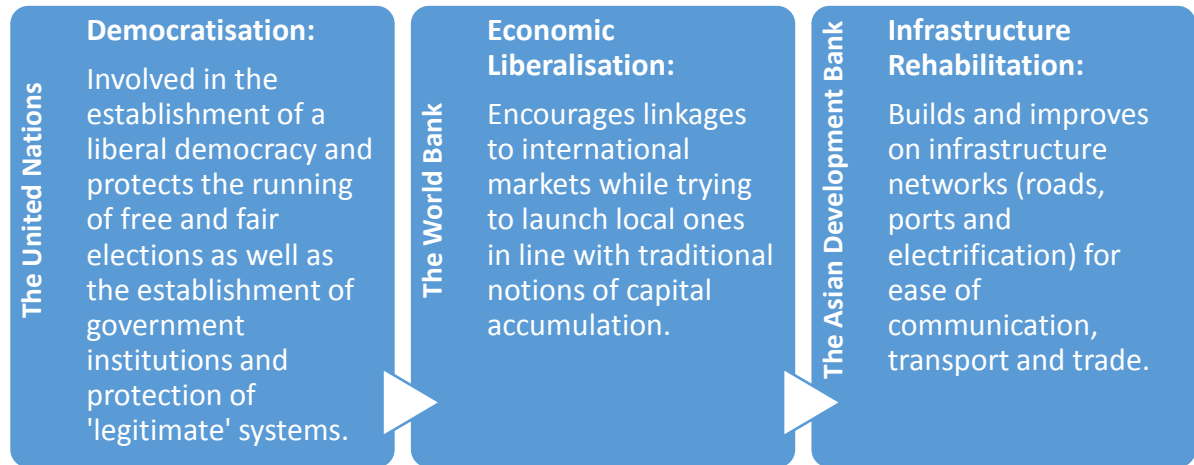 The United Nations
Democratisation:
Involved in the
establishment of a
liberal democracy and
protects the running
of free and fair
elections as well as
the establishment of
government
institutions and
protection of
'legitimate' systems.
The World Bank
Economic
Liberalisation:
Encourages linkages
to international
markets while trying
to launch local ones
in line with traditional
notions of capital
accumulation.
The Asian Development Bank
Infrastructure
Rehabilitation:
Builds and improves
on infrastructure
networks (roads,
ports and
electrification) for
ease of
communication,
transport and trade.